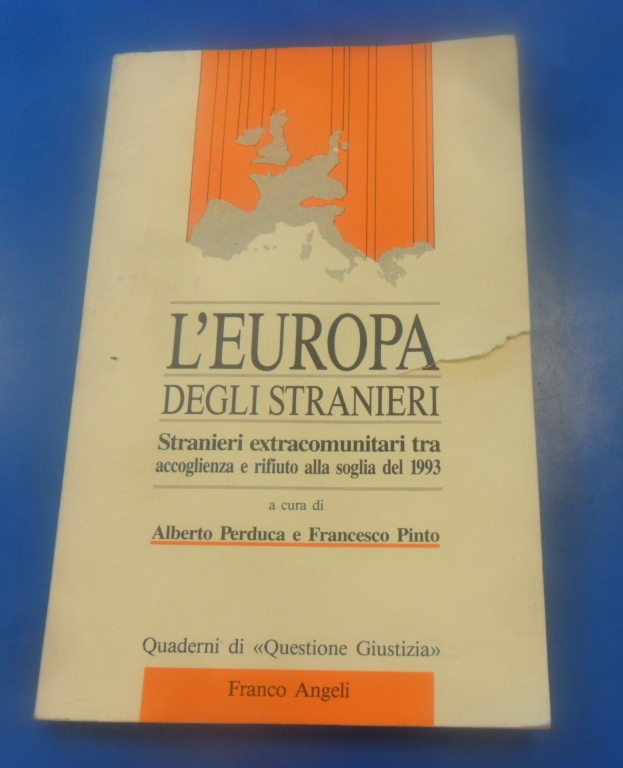 L'EUROPA
DEGLI STRANIERI
Stranieri extracomunitari tra
accoglienza e rifiuto alla soglia del 1993
a cura di
Alberto Perduca e Francesco Pinto
Quaderni di «Questione Giustizia»
Franco Angeli